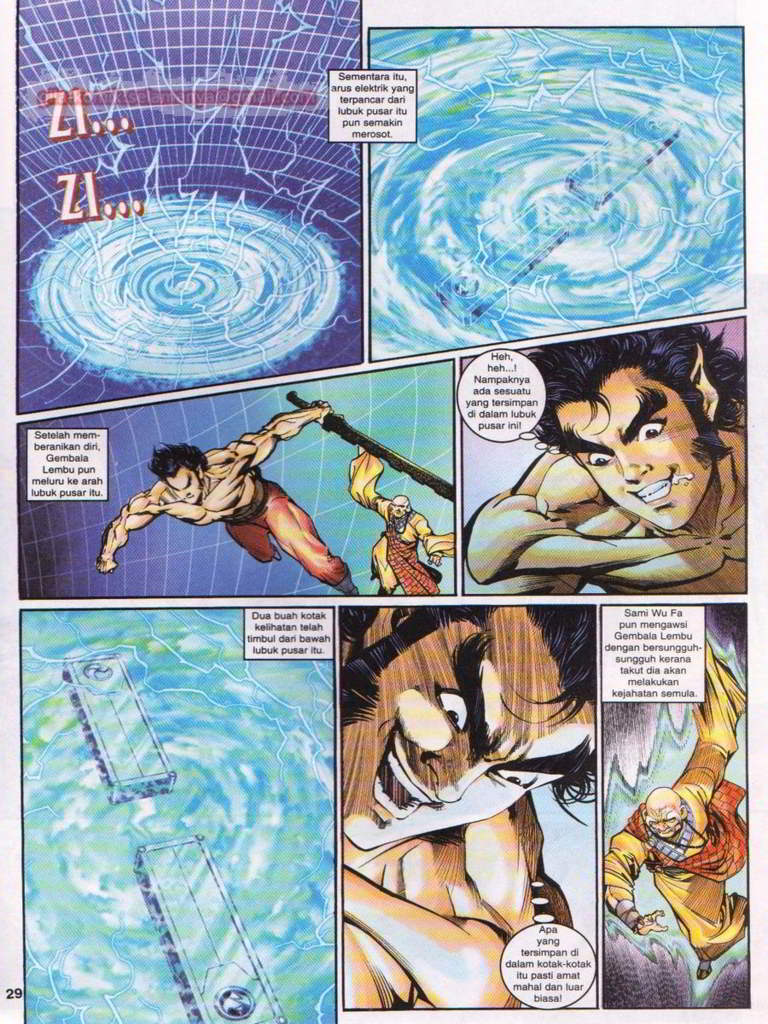 ZI...
ZI...
Sementara itu,
arus elektrik yang
terpancar dari
lubuk pusar itu
pun semakin
merosot.
Setelah mem-
beranikan diri,
Gembala
Lembu pun
meluru ke arah
lubuk pusar itu.
Heh,
heh...!
Nampaknya
ada sesuatu
yang tersimpan
di dalam lubuk
pusar ini!
Dua buah kotak
kelihatan telah
timbul dari bawah
lubuk pusar itu.
Apa
yang
tersimpan di
dalam kotak-kotak
itu pasti amat
mahal dan luar
biasa!
Sami Wu Fa
pun mengawsi
Gembala Lembu
dengan bersungguh-
sungguh kerana
takut dia akan
melakukan
kejahatan semula.
29